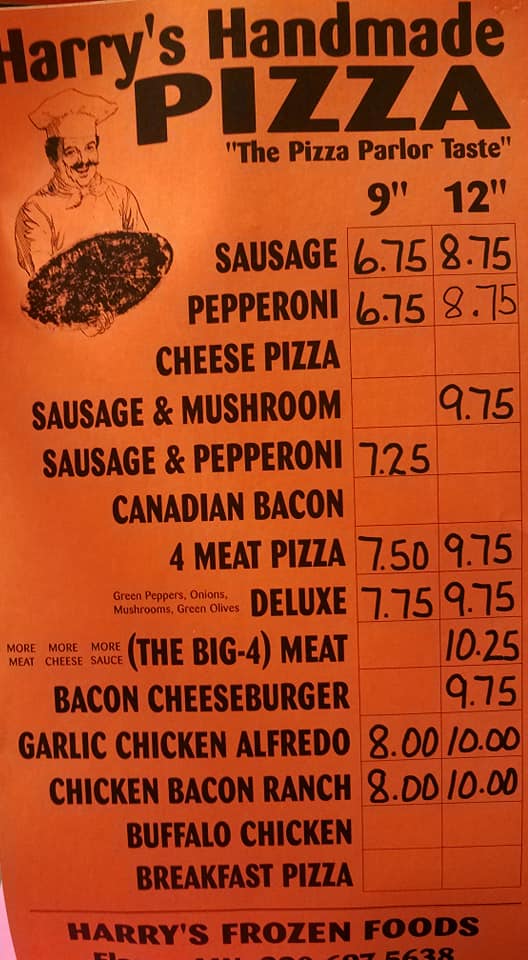 Harry's Handmade
PIZZA
"The Pizza Parlor Taste"
9" 12"
SAUSAGE 6.75 8.75
PEPPERONI 6.75 8.75
CHEESE PIZZA
SAUSAGE & MUSHROOM 9.75
SAUSAGE & PEPPERONI 7.25
CANADIAN BACON
4 MEAT PIZZA 7.50 9.75
Green Peppers, Onions,
Mushrooms, Green Olives DELUXE 7.75 9.75
MORE MORE MORE
MEAT CHEESE SAUCE (THE BIG-4) MEAT 10.25
BACON CHEESEBURGER 9.75
GARLIC CHICKEN ALFREDO 8.00 10.00
CHICKEN BACON RANCH 8.00 10.00
BUFFALO CHICKEN
BREAKFAST PIZZA
HARRY'S FROZEN FOODS
5638